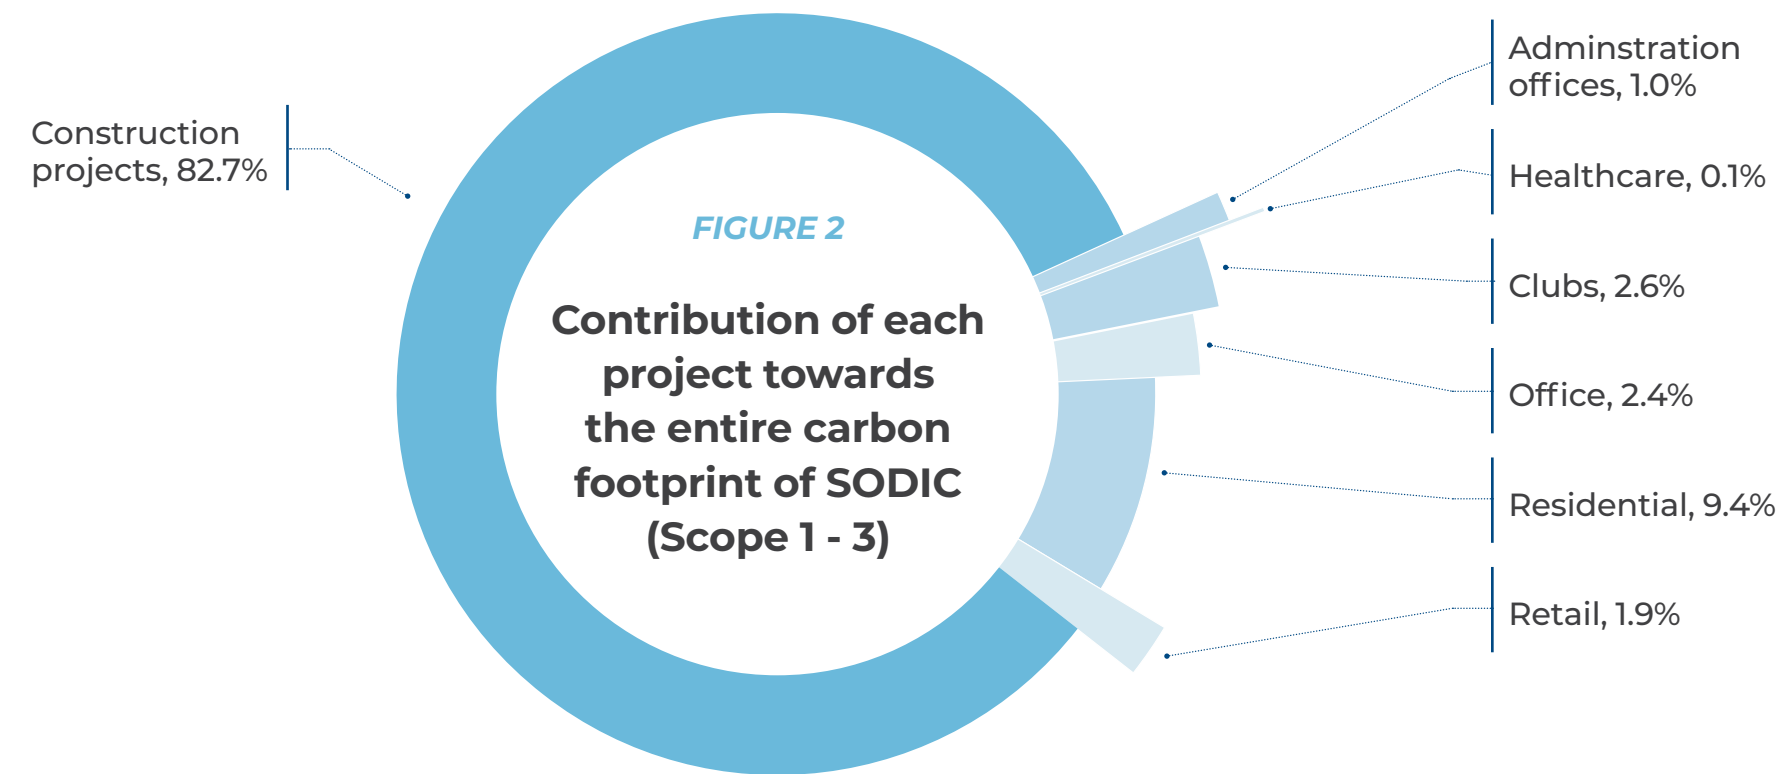 Construction
projects, 82.7%
FIGURE 2
Contribution of each
project towards
the entire carbon
footprint of SODIC
(Scope 1 - 3)
Adminstration
offices, 1.0%
Healthcare, 0.1%
Clubs, 2.6%
Office, 2.4%
Residential, 9.4%
Retail, 1.9%